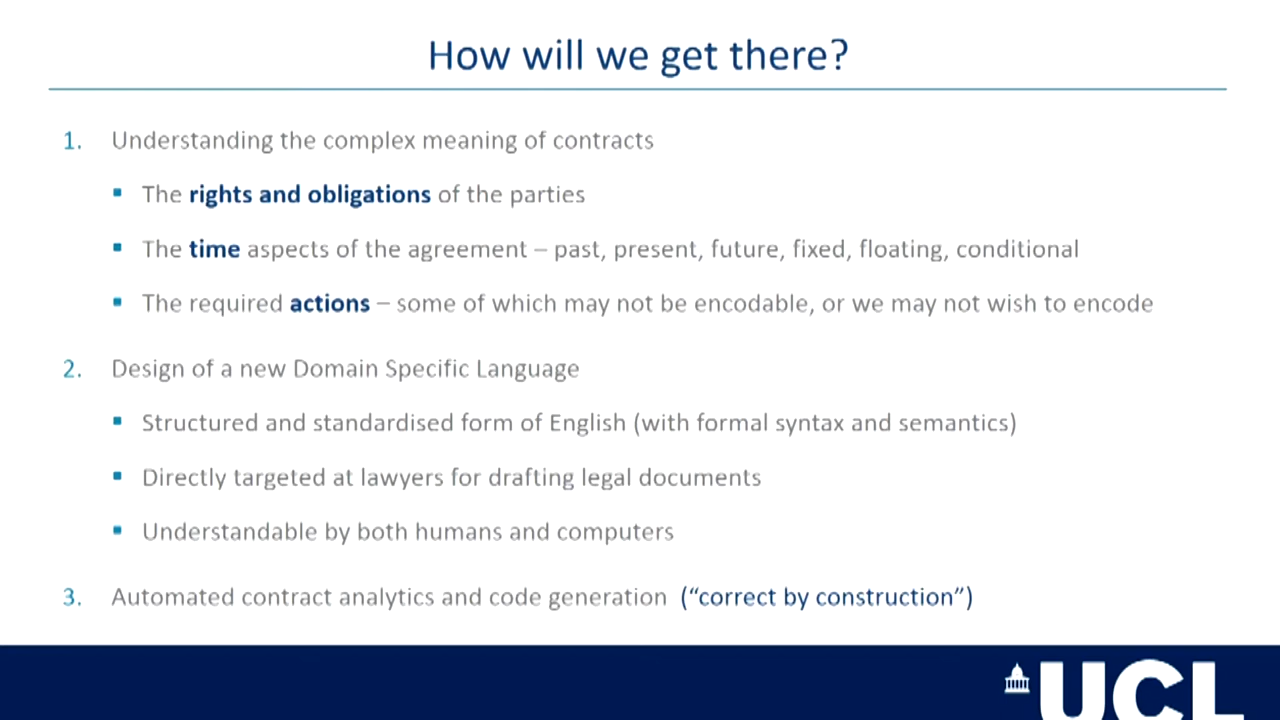 How will we get there?
1. Understanding the complex meaning of contracts
▪ The rights and obligations of the parties
▪ The time aspects of the agreement – past, present, future, fixed, floating, conditional
▪ The required actions – some of which may not be encodable, or we may not wish to encode
2. Design of a new Domain Specific Language
▪ Structured and standardised form of English (with formal syntax and semantics)
▪ Directly targeted at lawyers for drafting legal documents
▪ Understandable by both humans and computers
3. Automated contract analytics and code generation (“correct by construction”)
UCL